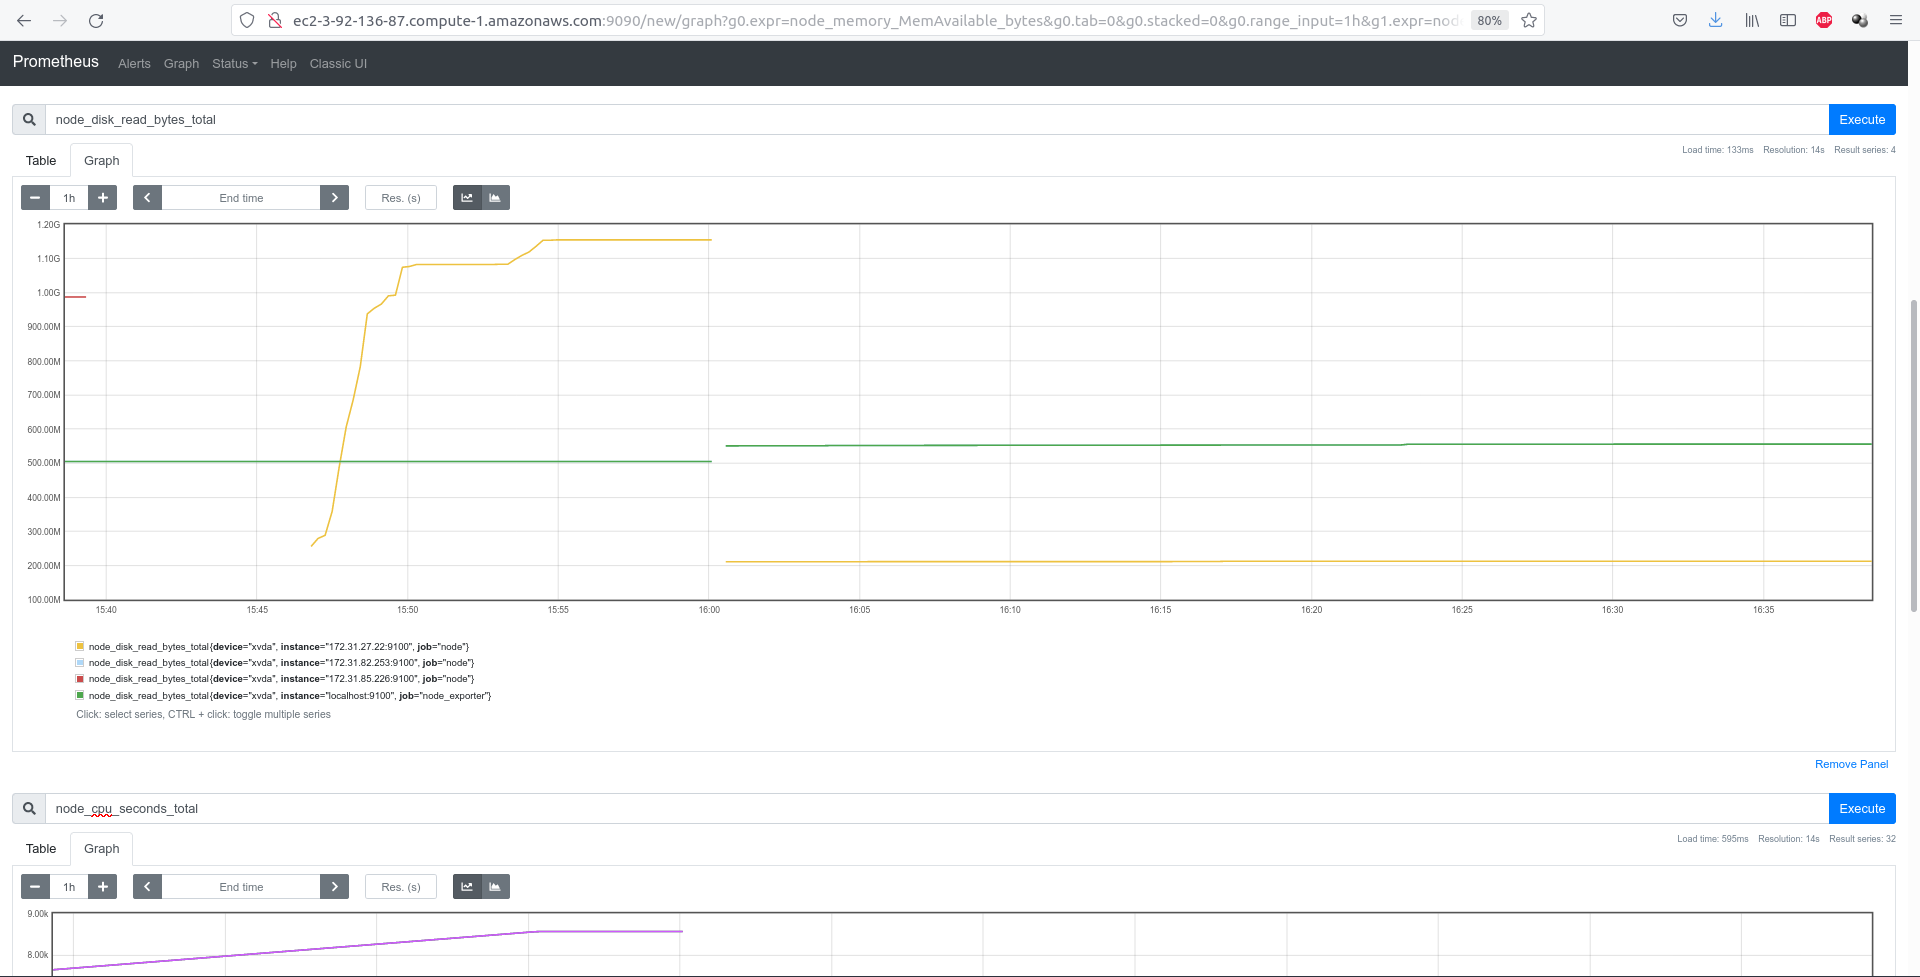 ec2-3-92-136-87.compute-1.amazonaws.com:9090/new/graph?g0.expr=node_memory_MemAvailable_bytes&g0.tab=0&g0.stacked=0&g0.range_input=1h&g1.expr=nod
80%
ABP
Prometheus Alerts Graph Status Help Classic UI
node_disk_read_bytes_total Execute
Table Graph
Load time: 133ms Resolution: 14s Result series: 4
1h End time Res. (s)
1.20G
1.10G
1.00G
900.00M
800.00M
700.00M
600.00M
500.00M
400.00M
300.00M
200.00M
100.00M
15:40 15:45 15:50 15:55 16:00 16:05 16:10 16:15 16:20 16:25 16:30 16:35
node_disk_read_bytes_total{device="xvda", instance="172.31.27.22:9100", job="node"}
node_disk_read_bytes_total{device="xvda", instance="172.31.82.253:9100", job="node"}
node_disk_read_bytes_total{device="xvda", instance="172.31.85.226:9100", job="node"}
node_disk_read_bytes_total{device="xvda", instance="localhost:9100", job="node_exporter"}
Click: select series, CTRL + click: toggle multiple series
Remove Panel
node_cpu_seconds_total Execute
Table Graph
Load time: 595ms Resolution: 14s Result series: 32
1h End time Res. (s)
9.00k
8.00k